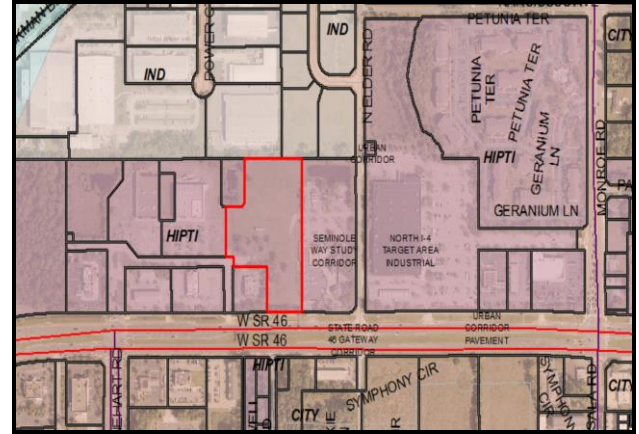 PETUNIA TER
CITY
IND
IND
N ELDER RD
PETUNIA
TER
PETUNIA TER
GERANIUM
LN
MONROE RD
URBAN
CORRIDOR
HIPTI
PA
GERANIUM LN
HIPTI
SEMINOLE
WAY STUDY
CORRIDOR
NORTH I-4
TARGET AREA
INDUSTRIAL
W SR 46
W SR 46
STATE ROAD
46 GATEWAY
CORRIDOR
URBAN
CORRIDOR
PAVEMENT
HIPTI
CITY
SYMPHONY CIR
CITY